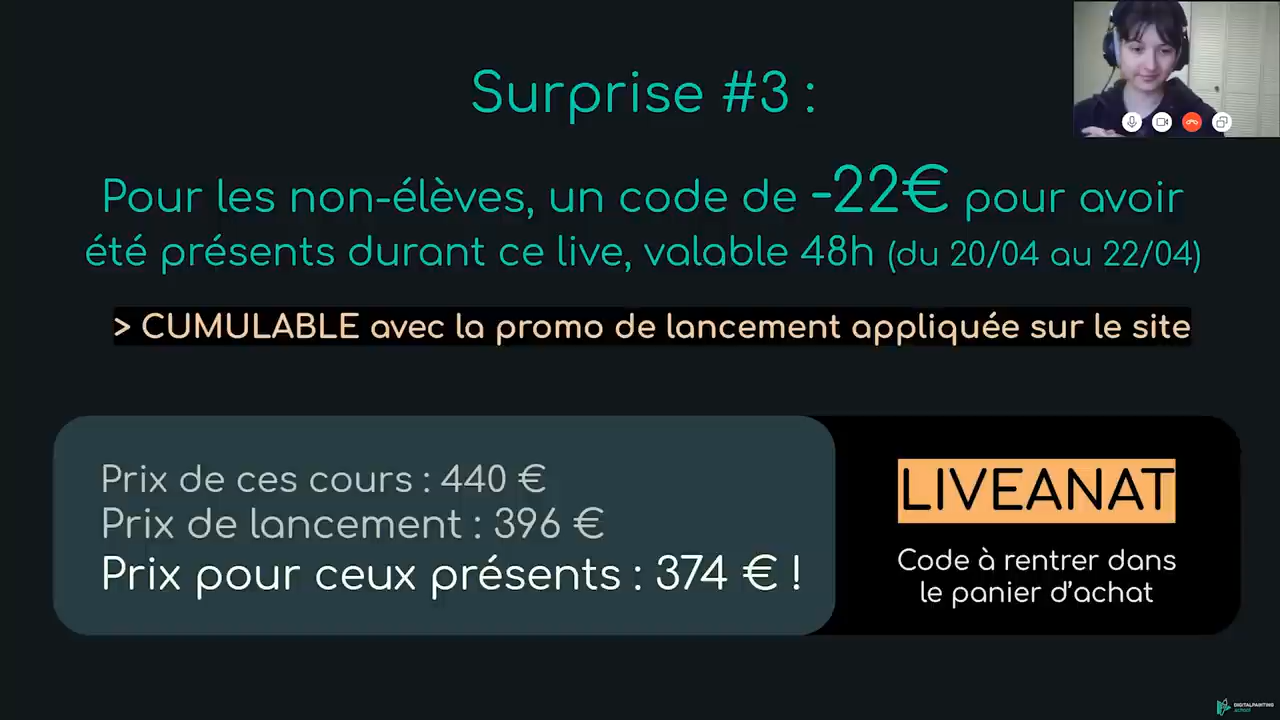 Surprise #3 :
Pour les non-élèves, un code de -22€ pour avoir
été présents durant ce live, valable 48h (du 20/04 au 22/04)
> CUMULABLE avec la promo de lancement appliquée sur le site
Prix de ces cours : 440 €
Prix de lancement : 396 €
Prix pour ceux présents : 374 € !
LIVEANAT
Code à rentrer dans
le panier d'achat
DIGITALPAINTING
SCHOOL